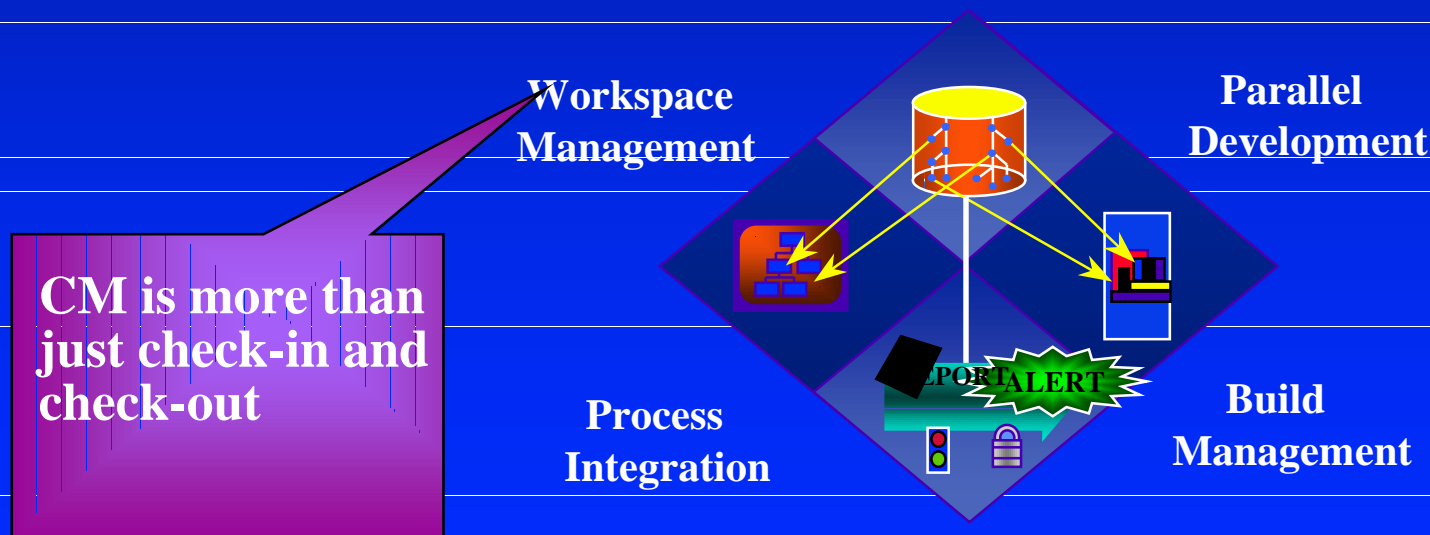 Workspace
Management
Parallel
Development
CM is more than
just check-in and
check-out
EPORT
ALERT
Process
Integration
Build
Management